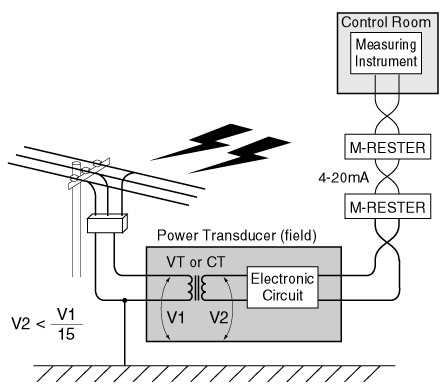 Control Room
Measuring
Instrument
M-RESTER
4-20mA
M-RESTER
Power Transducer (field)
VT or CT
Electronic
Circuit
V1
V2
V2 < V1
15